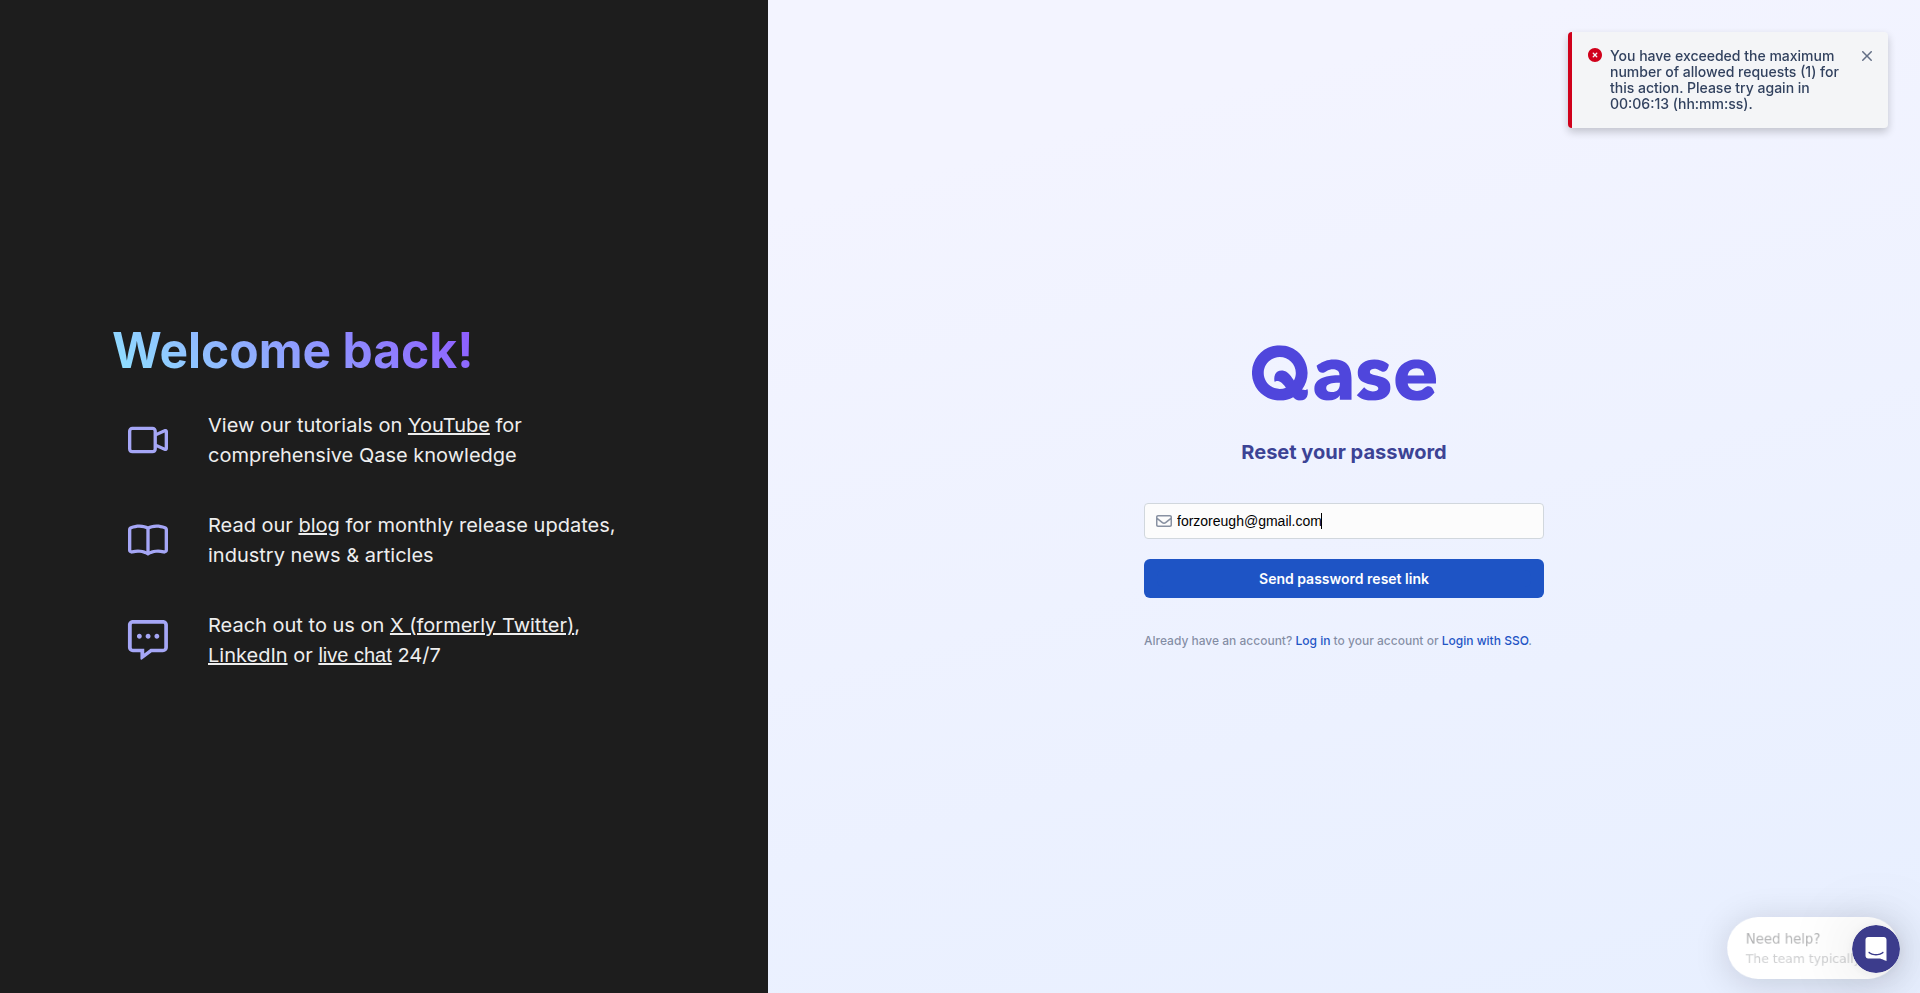 Welcome back!
View our tutorials on YouTube for
comprehensive Qase knowledge
Read our blog for monthly release updates,
industry news & articles
Reach out to us on X (formerly Twitter),
LinkedIn or live chat 24/7
You have exceeded the maximum
number of allowed requests (1) for
this action. Please try again in
00:06:13 (hh:mm:ss).
Qase
Reset your password
forzoreugh@gmail.com
Send password reset link
Already have an account? Log in to your account or Login with SSO.
Need help?
The team